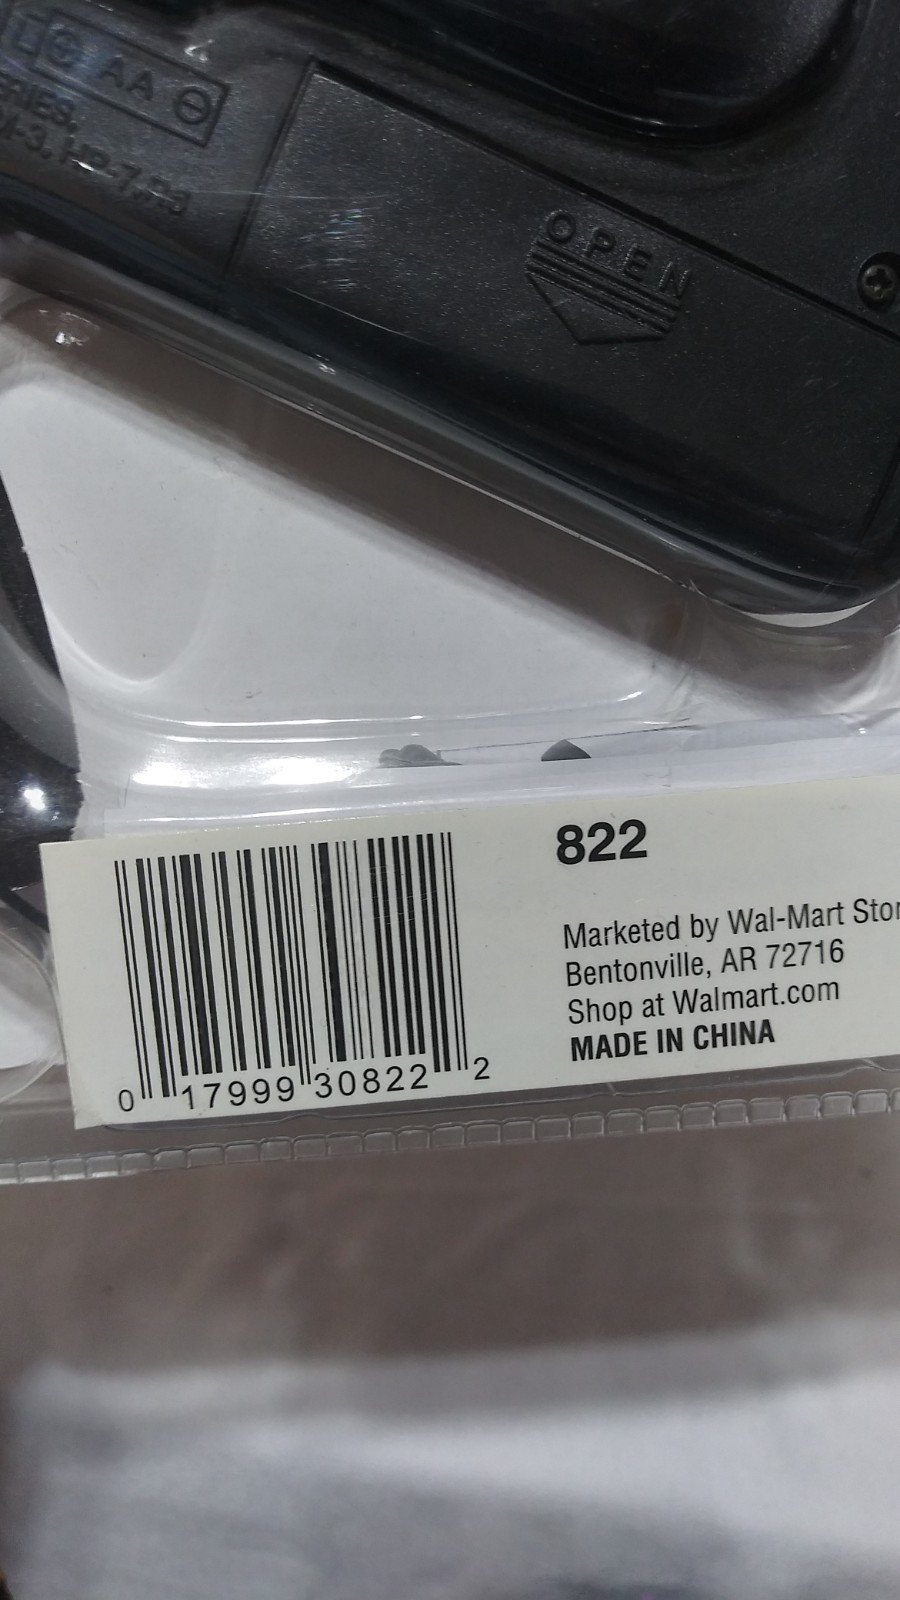 AA
OPEN
822
Marketed by Wal-Mart
Bentonville, AR 72716
Shop at Walmart.com
MADE IN CHINA
0 17999 30822 2